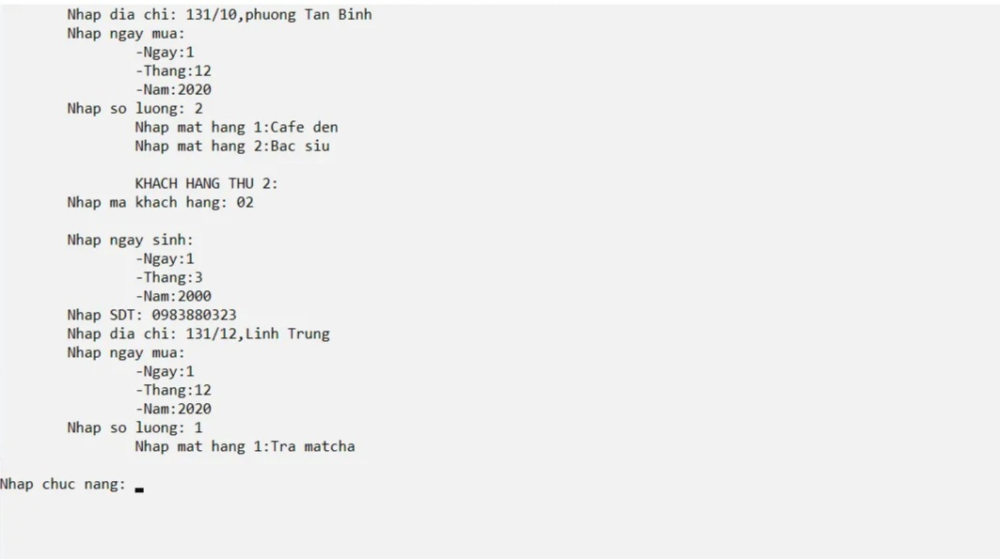 Nhap dia chi: 131/10,phuong Tan Binh
Nhap ngay mua:
-Ngay:1
-Thang:12
-Nam:2020
Nhap so luong: 2
Nhap mat hang 1:Cafe den
Nhap mat hang 2:Bac siu
KHACH HANG THU 2:
Nhap ma khach hang: 02
Nhap ngay sinh:
-Ngay:1
-Thang:3
-Nam:2000
Nhap SDT: 0983880323
Nhap dia chi: 131/12,Linh Trung
Nhap ngay mua:
-Ngay:1
-Thang:12
-Nam:2020
Nhap so luong: 1
Nhap mat hang 1:Tra matcha
Nhap chuc nang: